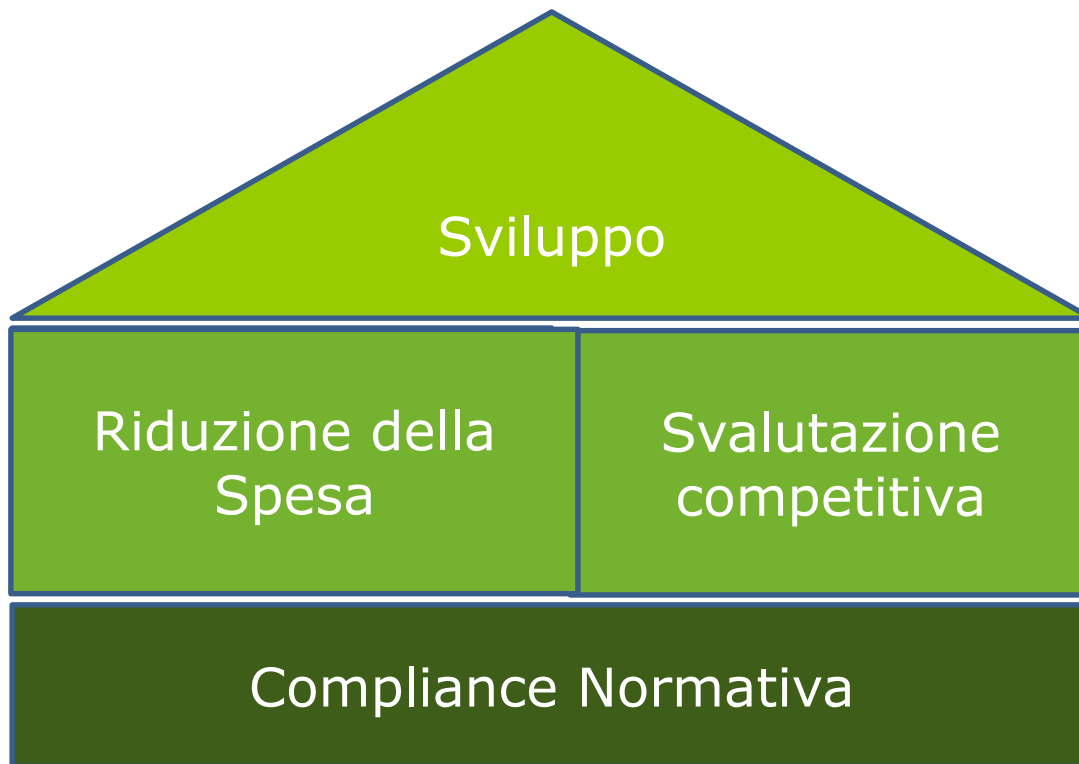 Sviluppo
Riduzione della
Spesa
Svalutazione
competitiva
Compliance Normativa